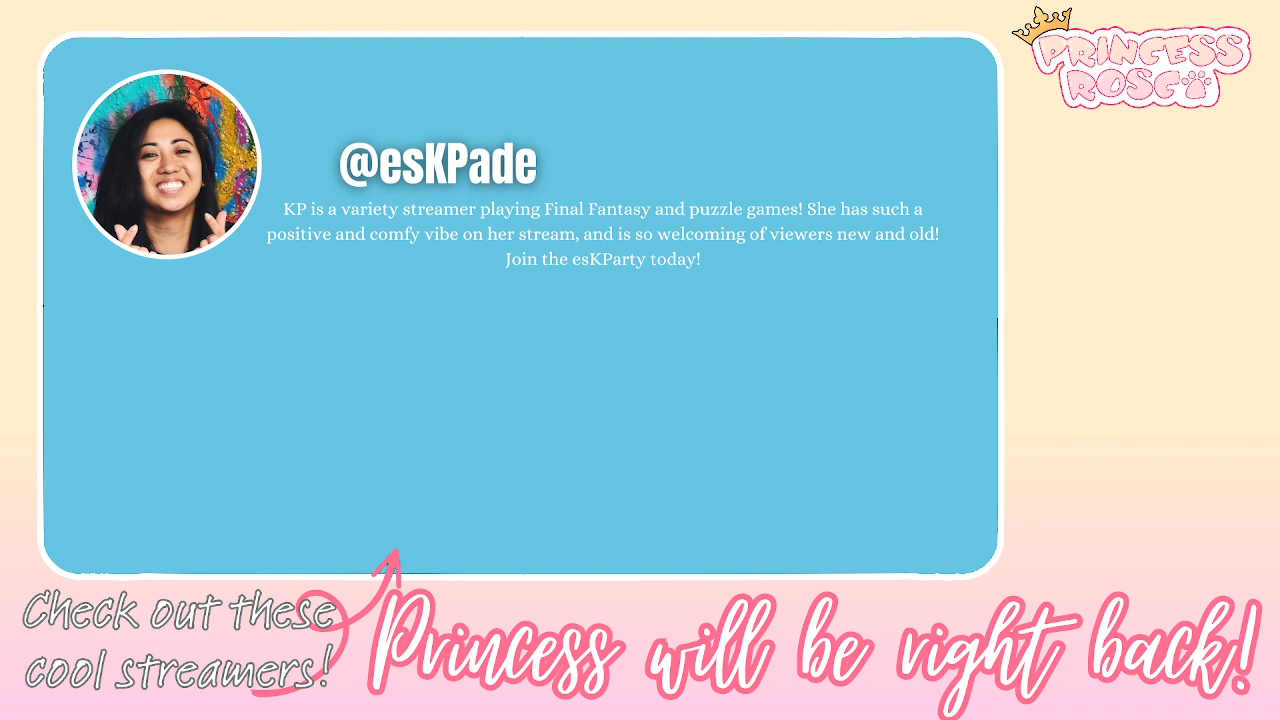 PRINCESS
ROSE
@esKPade
KP is a variety streamer playing Final Fantasy and puzzle games! She has such a
positive and comfy vibe on her stream, and is so welcoming of viewers new and old!
Join the esKParty today!
Check out these
cool streamers!
Princess will be right back!